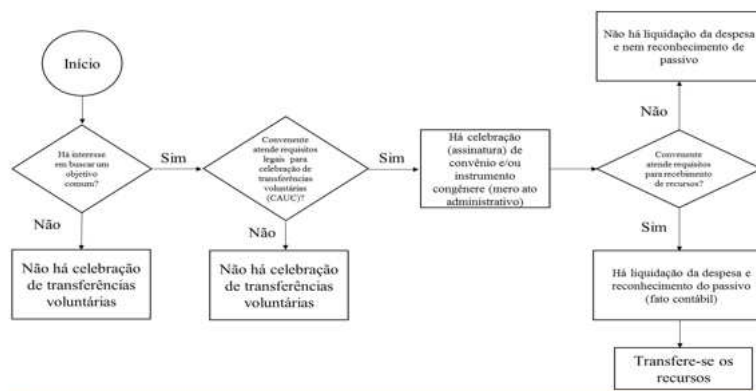 Início
Há interesse
em buscar um
objetivo
comum?
Sim
Não
Não há celebração
de transferências
voluntárias
Convenente
atende requisitos
legais para
celebração de
transferências
voluntárias
(CAUC)?
Sim
Não
Não há celebração
de transferências
voluntárias
Há celebração
(assinatura) de
convênio e/ou
instrumento
congênere (mero ato
administrativo)
Convenente
atende requisitos
para recebimento
de recursos?
Não
Não há liquidação da despesa
e nem reconhecimento de
passivo
Sim
Há liquidação da despesa e
reconhecimento do passivo
(fato contábil)
Transfere-se os
recursos